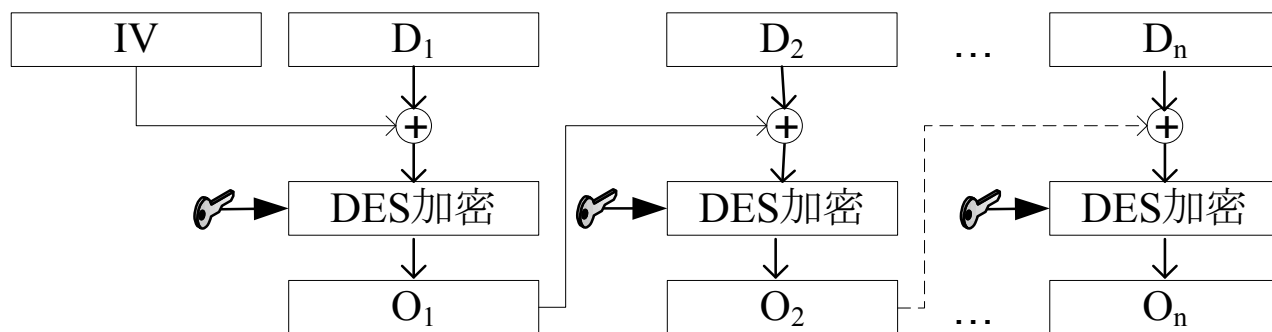 IV D₁ D₂ … Dₙ
+ + +
DES加密 DES加密 DES加密
O₁ O₂ … Oₙ